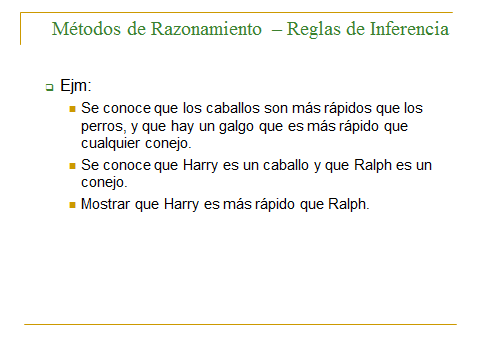 Métodos de Razonamiento – Reglas de Inferencia
Ejm:
Se conoce que los caballos son más rápidos que los
perros, y que hay un galgo que es más rápido que
cualquier conejo.
Se conoce que Harry es un caballo y que Ralph es un
conejo.
Mostrar que Harry es más rápido que Ralph.